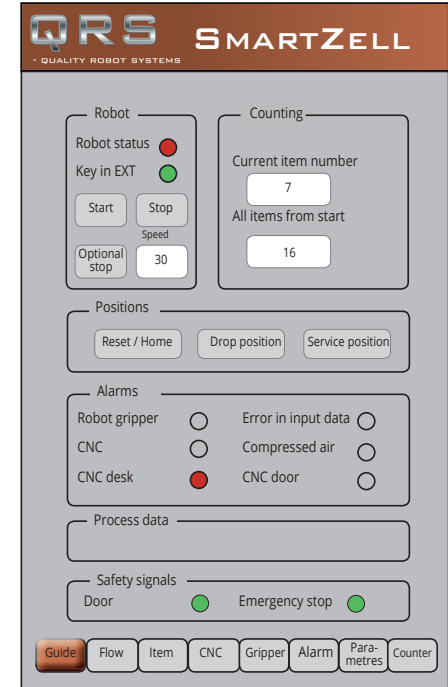 QRS
- QUALITY ROBOT SYSTEMS
SMARTZELL
Robot
Robot status
Key in EXT
Start
Stop
Speed
Optional
stop
30
Counting
Current item number
7
All items from start
16
Positions
Reset / Home
Drop position
Service position
Alarms
Robot gripper
Error in input data
CNC
Compressed air
CNC desk
CNC door
Process data
Safety signals
Door
Emergency stop
Guide
Flow
Item
CNC
Gripper
Alarm
Para-
metres
Counter